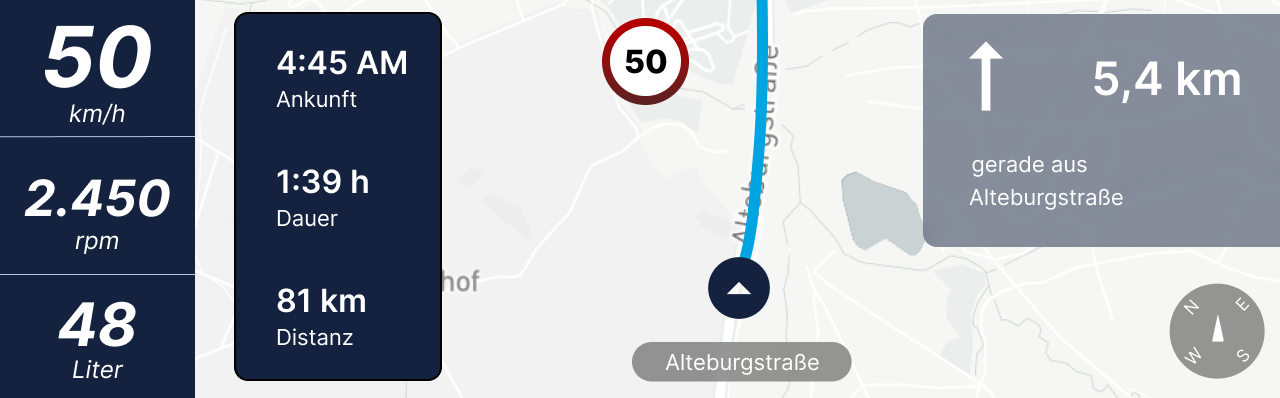 50
km/h
2.450
rpm
48
Liter
4:45 AM
Ankunft
1:39 h
Dauer
81 km
Distanz
hof
50
Alteburgstraße
Alteburgstraße
5,4 km
gerade aus
Alteburgstraße
N
E
W
S